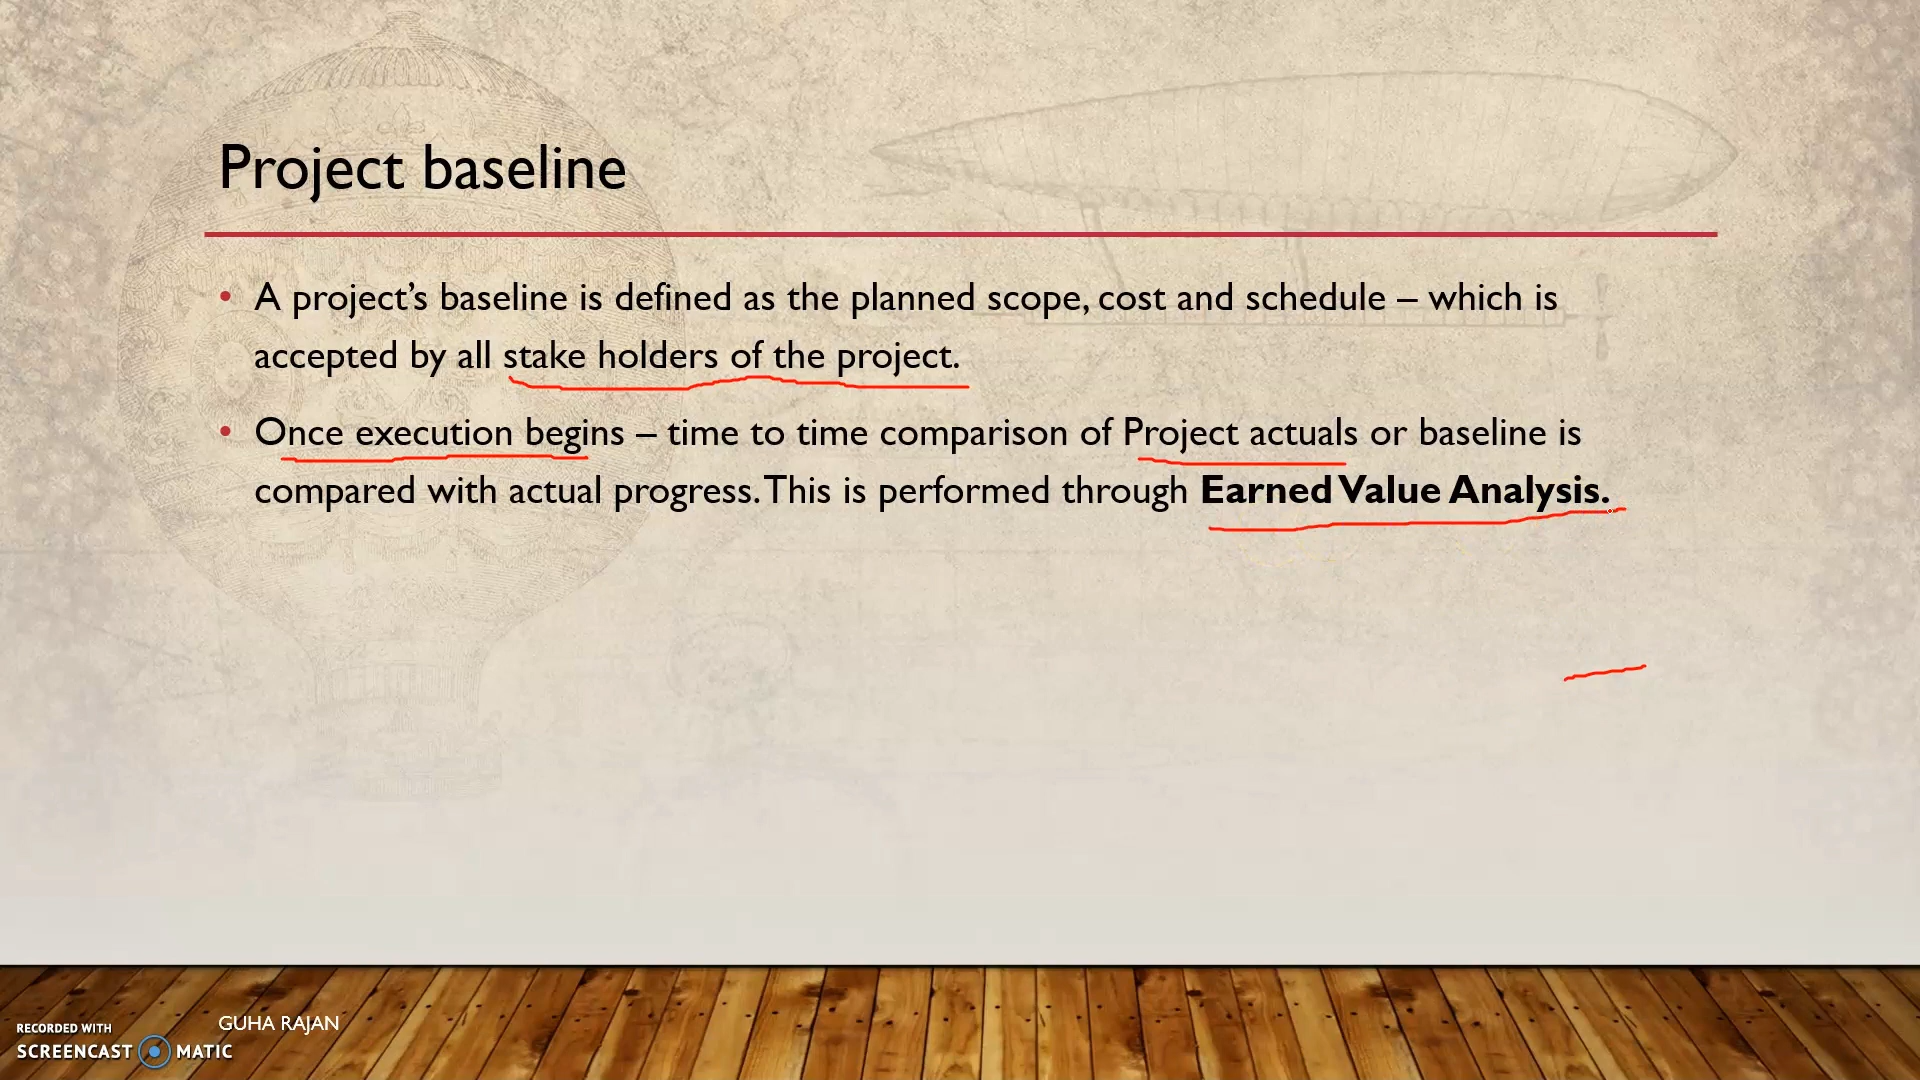 Project baseline
• A project’s baseline is defined as the planned scope, cost and schedule – which is
accepted by all stake holders of the project.
• Once execution begins – time to time comparison of Project actuals or baseline is
compared with actual progress. This is performed through Earned Value Analysis.
GUHA RAJAN
RECORDED WITH
SCREENCAST MATIC